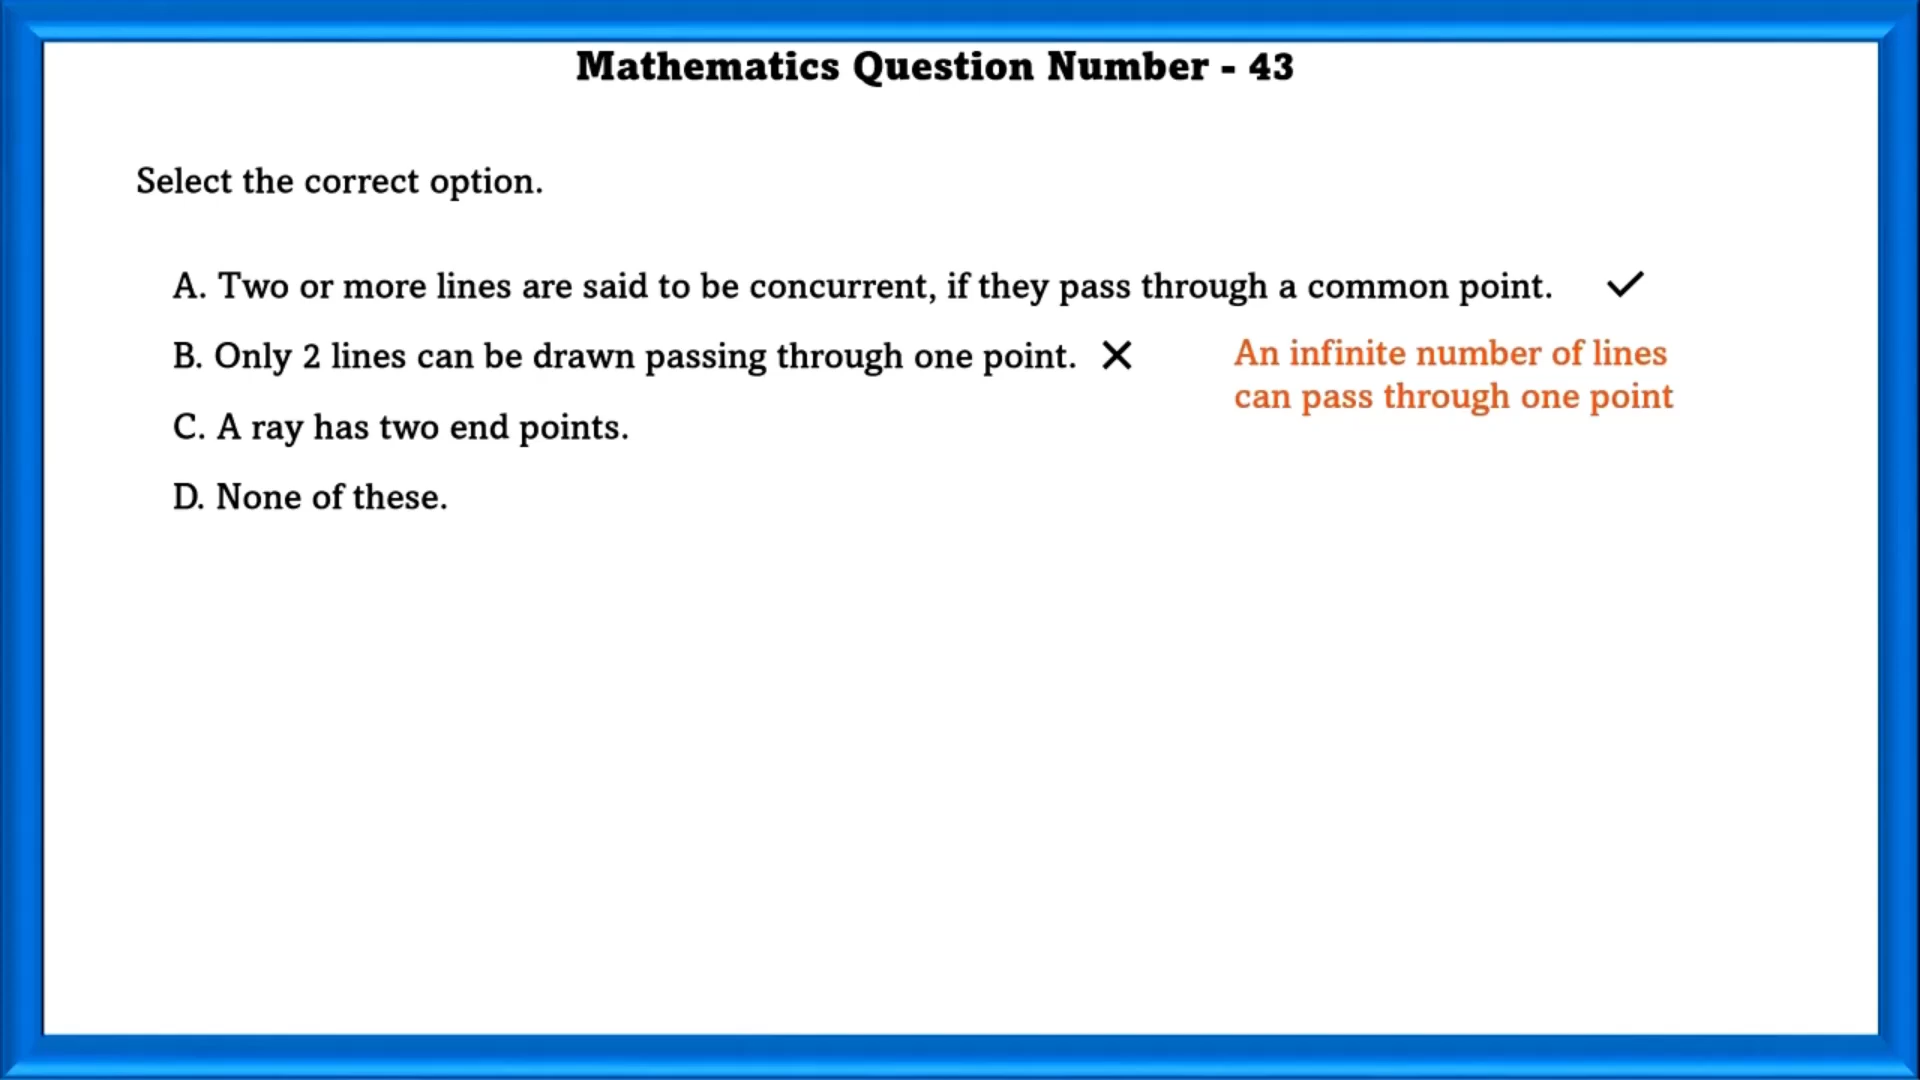 Mathematics Question Number - 43
Select the correct option.
A. Two or more lines are said to be concurrent, if they pass through a common point. ✓
B. Only 2 lines can be drawn passing through one point. ✕
An infinite number of lines
can pass through one point
C. A ray has two end points.
D. None of these.